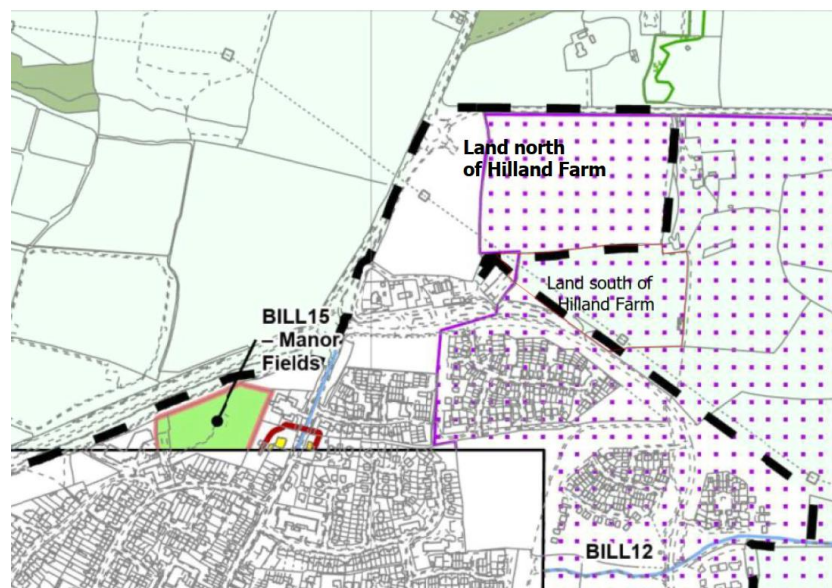 Land north
of Hilland Farm
Land south of
Hilland Farm
BILL15
– Manor
Fields
BILL12